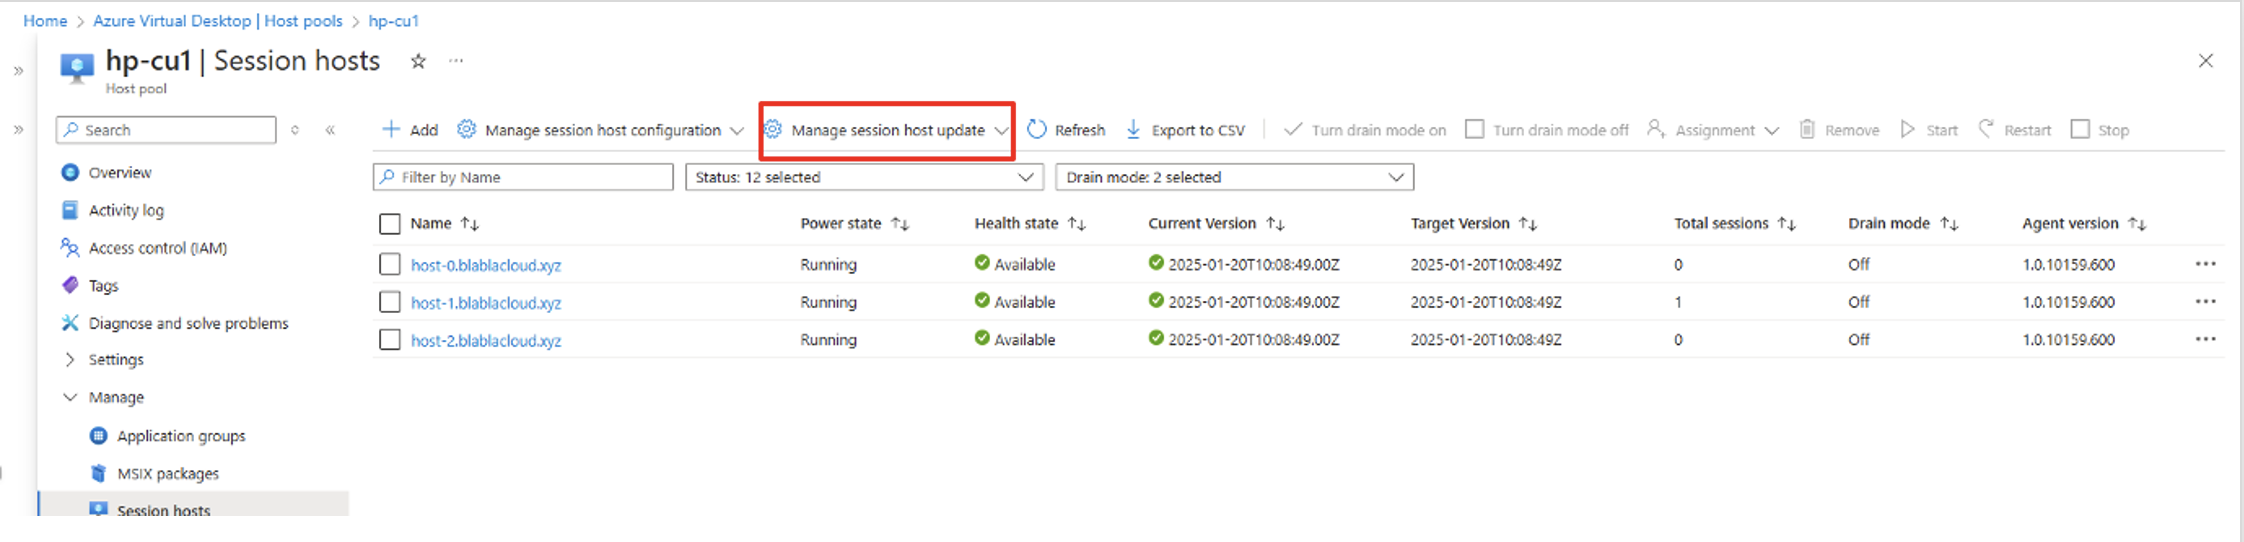 Home > Azure Virtual Desktop | Host pools > hp-cu1
hp-cu1 | Session hosts
Host pool
Search
Add
Manage session host configuration
Manage session host update
Refresh
Export to CSV
Turn drain mode on
Turn drain mode off
Assignment
Remove
Start
Restart
Stop
Overview
Activity log
Access control (IAM)
Tags
Diagnose and solve problems
Settings
Manage
Application groups
MSIX packages
Session hosts
Filter by Name
Status: 12 selected
Drain mode: 2 selected
Name Power state Health state Current Version Target Version Total sessions Drain mode Agent version
host-0.blablacloud.xyz Running Available 2025-01-20T10:08:49.00Z 2025-01-20T10:08:49Z 0 Off 1.0.10159.600
host-1.blablacloud.xyz Running Available 2025-01-20T10:08:49.00Z 2025-01-20T10:08:49Z 1 Off 1.0.10159.600
host-2.blablacloud.xyz Running Available 2025-01-20T10:08:49.00Z 2025-01-20T10:08:49Z 0 Off 1.0.10159.600